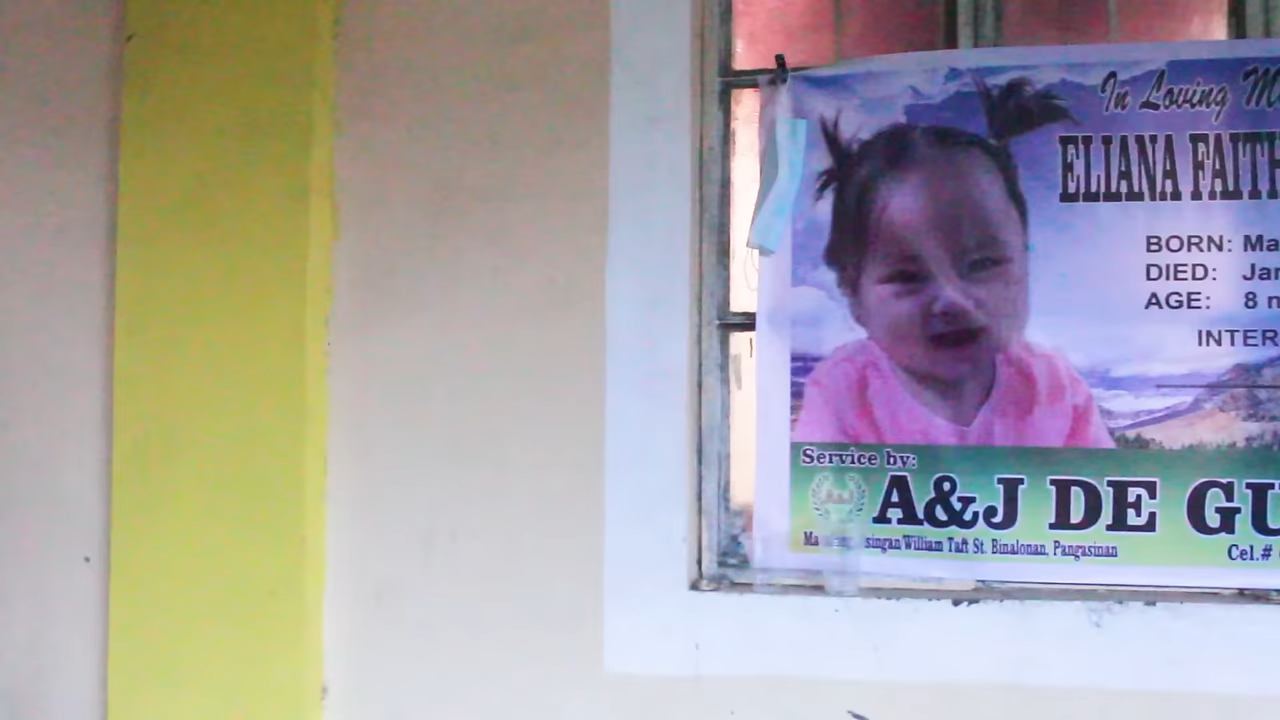 In Loving M
ELIANA FAITH
BORN: Ma
DIED: Jan
AGE: 8 m
INTER
Service by:
A&J DE GU
singan/William Taft St. Binalonan, Pangasinan
Cel.#